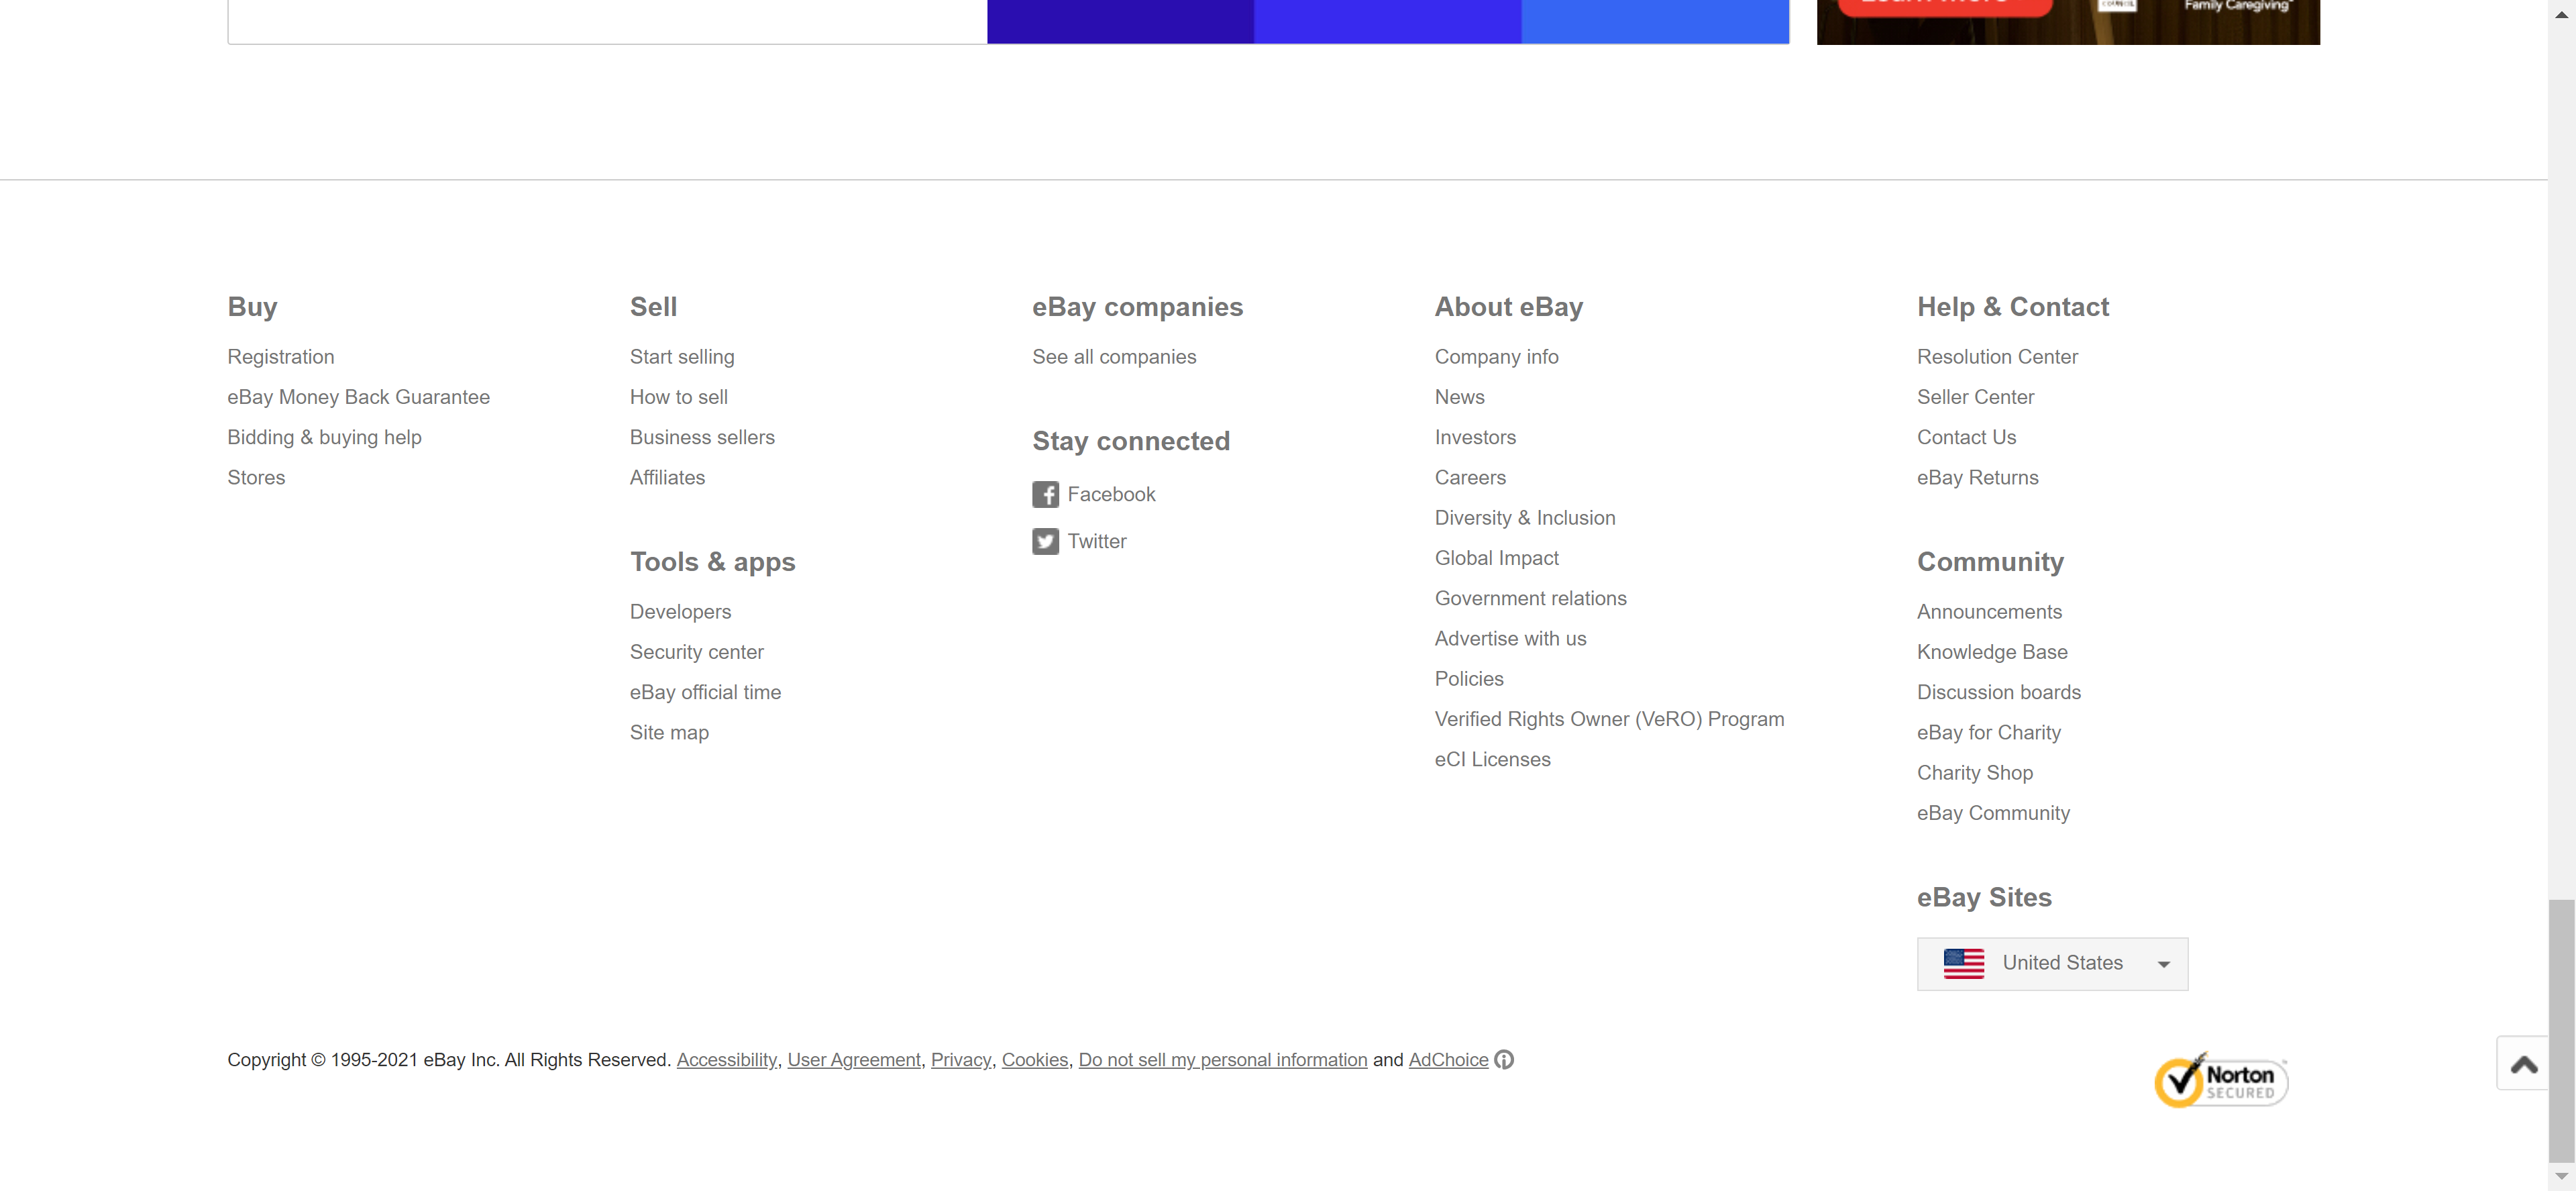 Family Caregiving
Buy
Registration
eBay Money Back Guarantee
Bidding & buying help
Stores
Sell
Start selling
How to sell
Business sellers
Affiliates
Tools & apps
Developers
Security center
eBay official time
Site map
eBay companies
See all companies
Stay connected
Facebook
Twitter
About eBay
Company info
News
Investors
Careers
Diversity & Inclusion
Global Impact
Government relations
Advertise with us
Policies
Verified Rights Owner (VeRO) Program
eCI Licenses
Help & Contact
Resolution Center
Seller Center
Contact Us
eBay Returns
Community
Announcements
Knowledge Base
Discussion boards
eBay for Charity
Charity Shop
eBay Community
eBay Sites
United States
Copyright © 1995-2021 eBay Inc. All Rights Reserved. Accessibility, User Agreement, Privacy, Cookies, Do not sell my personal information and AdChoice
Norton
SECURED